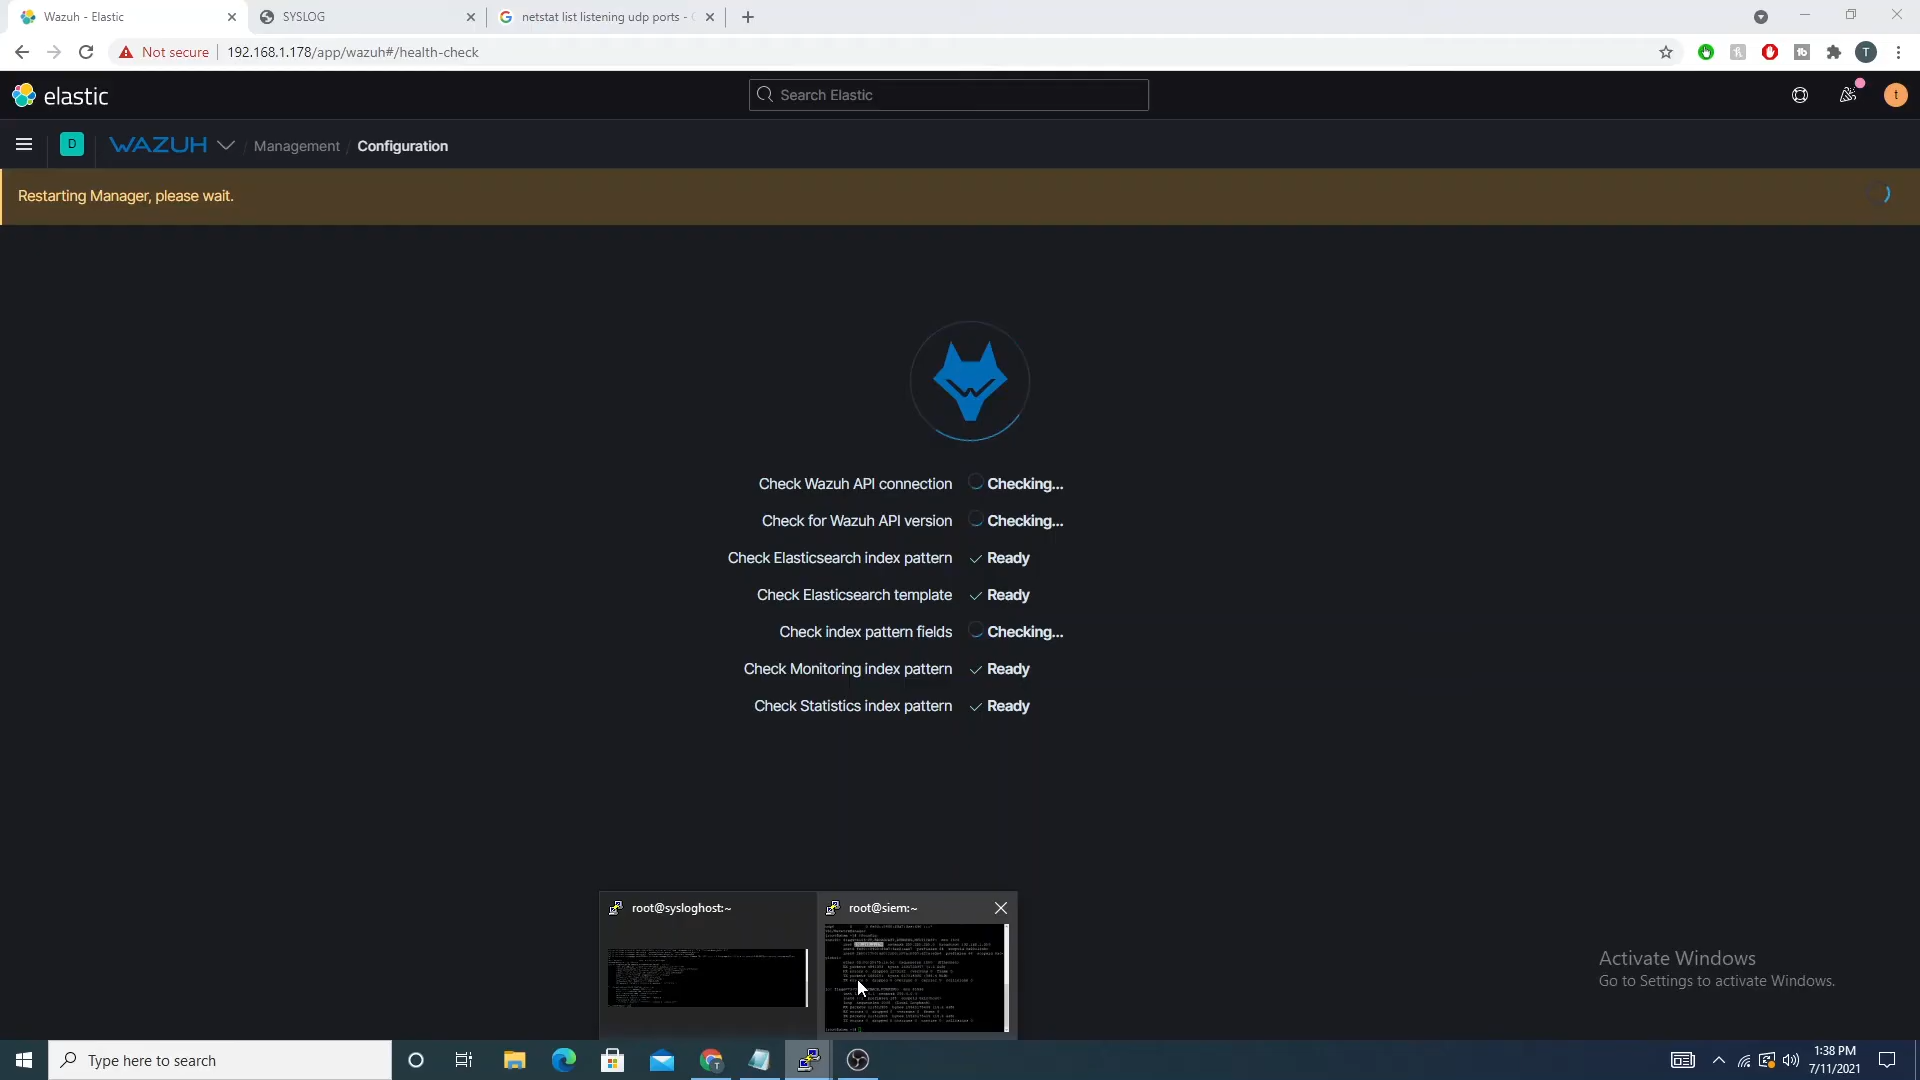 Wazuh - Elastic
SYSLOG
netstat list listening udp ports -
Not secure
192.168.1.178/app/wazuh#/health-check
T
elastic
Search Elastic
t
D
WAZUH
/ Management / Configuration
Restarting Manager, please wait.
Check Wazuh API connection Checking...
Check for Wazuh API version Checking...
Check Elasticsearch index pattern Ready
Check Elasticsearch template Ready
Check index pattern fields Checking...
Check Monitoring index pattern Ready
Check Statistics index pattern Ready
root@sysloghost:~
root@siem:~
Activate Windows
Go to Settings to activate Windows.
Type here to search
1:38 PM
7/11/2021